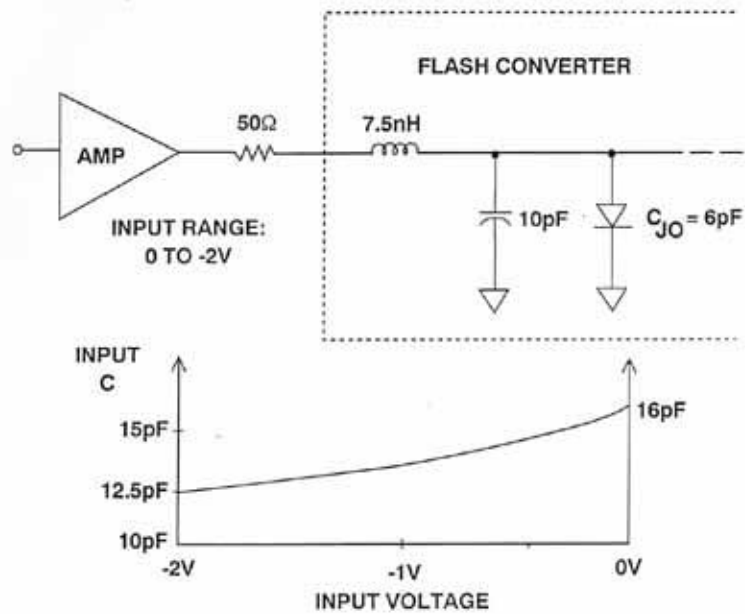 FLASH CONVERTER
50Ω
7.5nH
AMP
INPUT RANGE:
0 TO -2V
10pF
CJO = 6pF
INPUT
C
15pF
16pF
12.5pF
10pF
-2V
-1V
0V
INPUT VOLTAGE